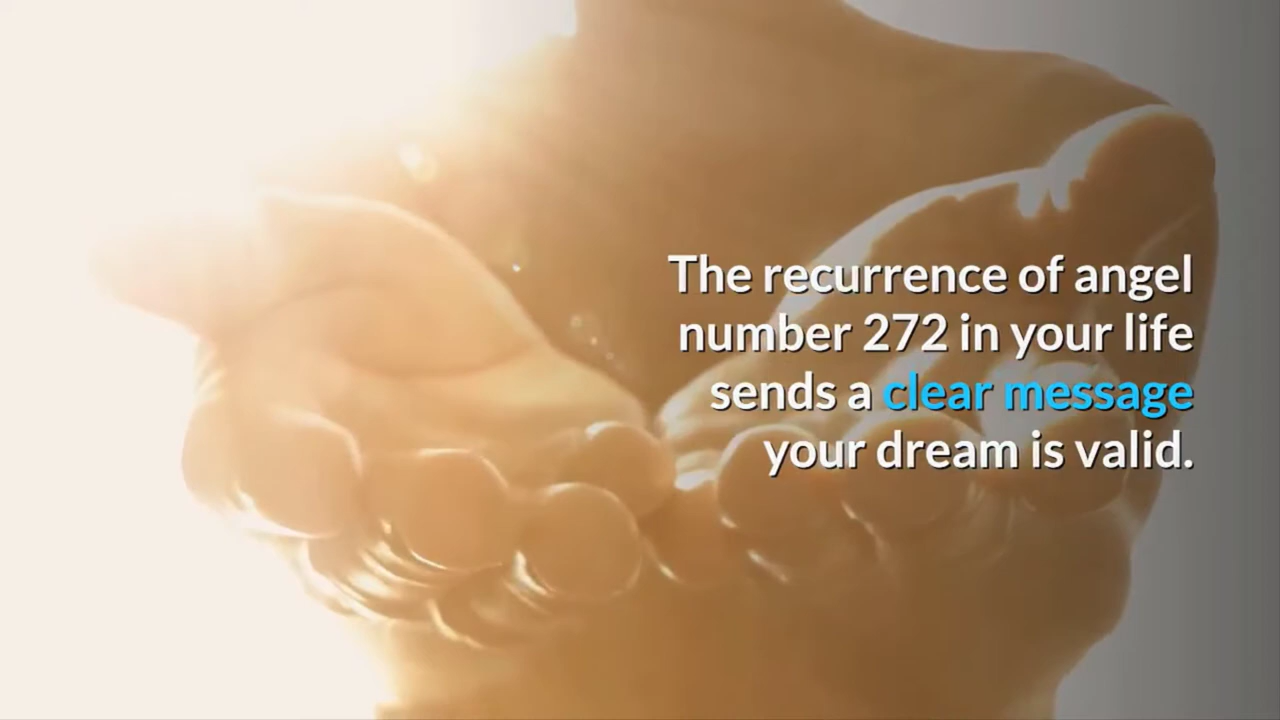 The recurrence of angel
number 272 in your life
sends a clear message
your dream is valid.